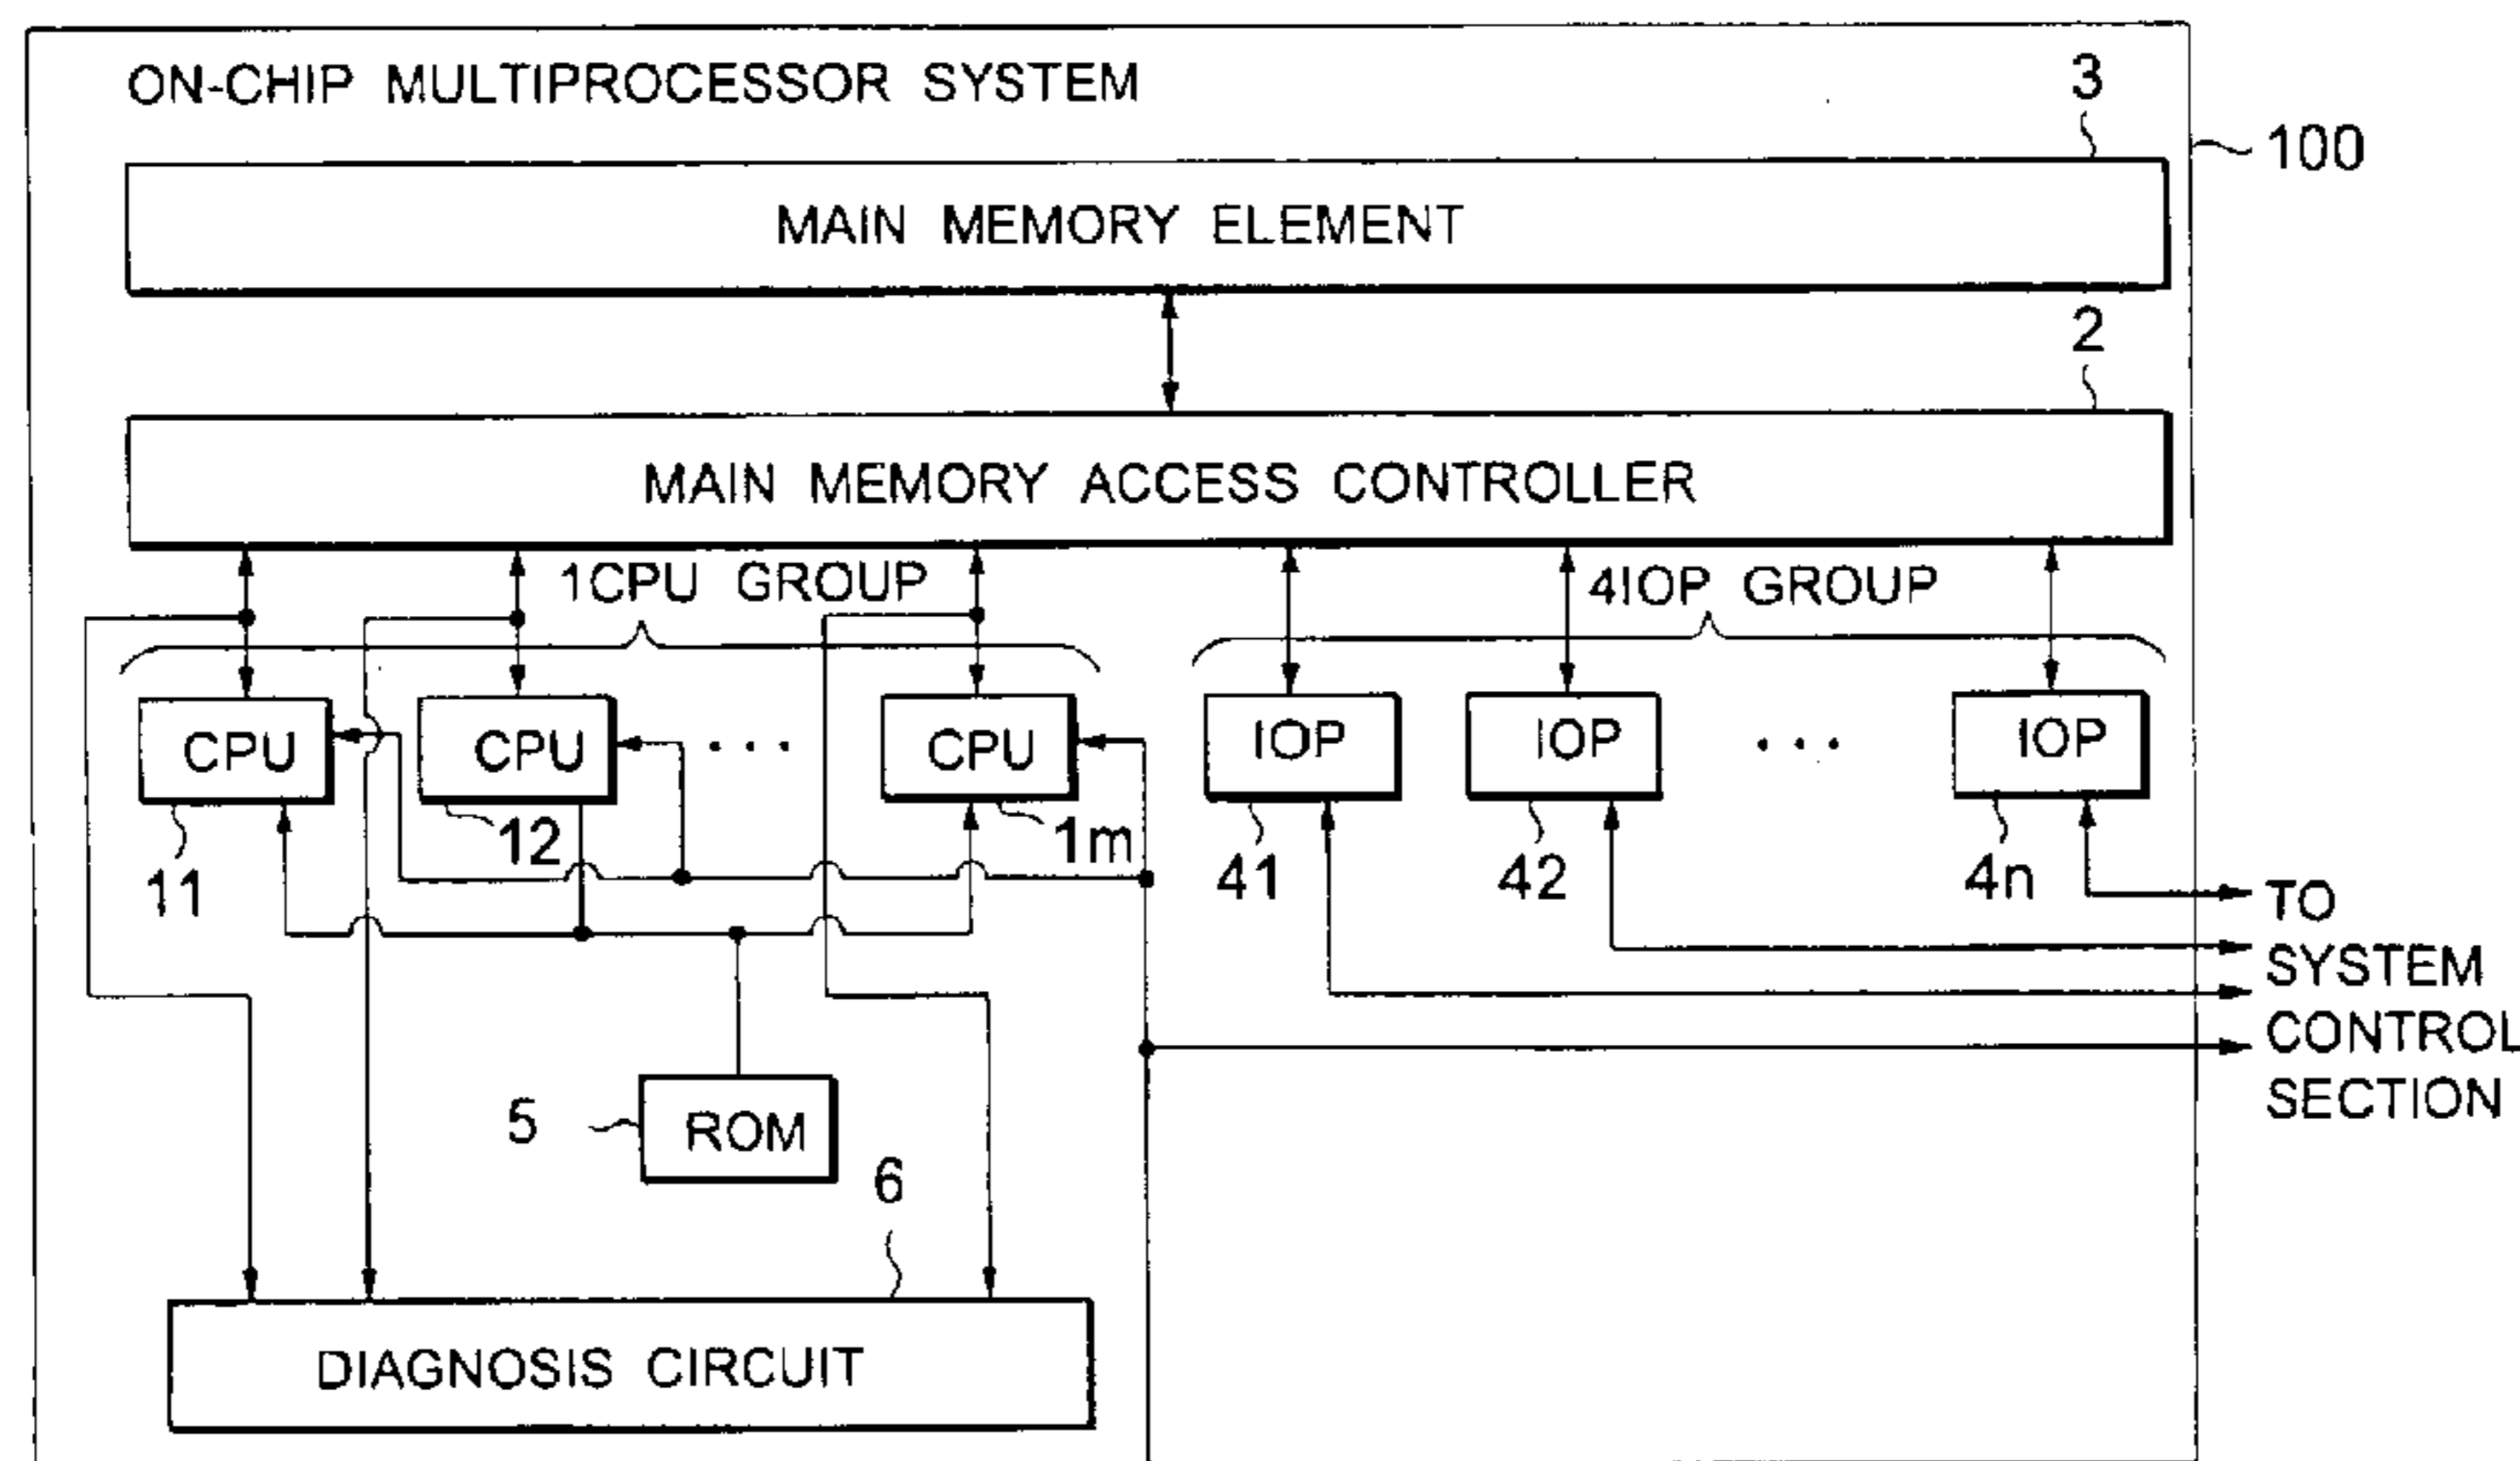 ON-CHIP MULTIPROCESSOR SYSTEM
3
100
MAIN MEMORY ELEMENT
2
MAIN MEMORY ACCESS CONTROLLER
1CPU GROUP
4IOP GROUP
CPU
CPU
...
CPU
IOP
IOP
...
IOP
11
12
1m
41
42
4n
TO
SYSTEM
CONTROL
SECTION
5
ROM
6
DIAGNOSIS CIRCUIT